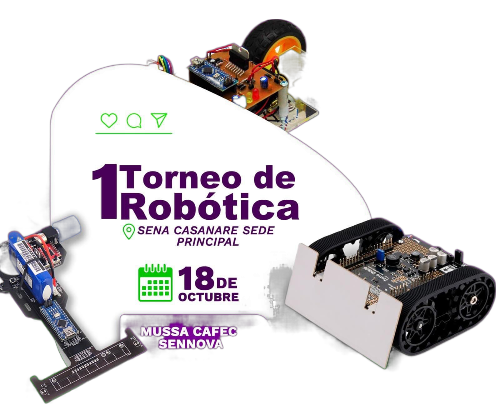 1 Torneo de
Robótica
SENA CASANARE SEDE
PRINCIPAL
18 DE
OCTUBRE
MUSSA CAFEC
SENNOVA